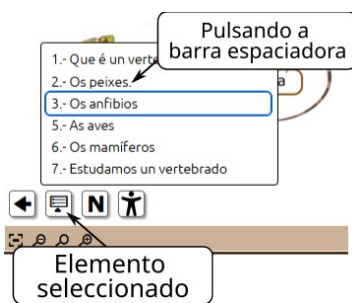 Pulsando a
barra espaciadora
1.- Que é un verte
2.- Os peixes.
a
3.- Os anfibios
5.- As aves
6.- Os mamíferos
7.- Estudamos un vertebrado
N
Elemento
seleccionado